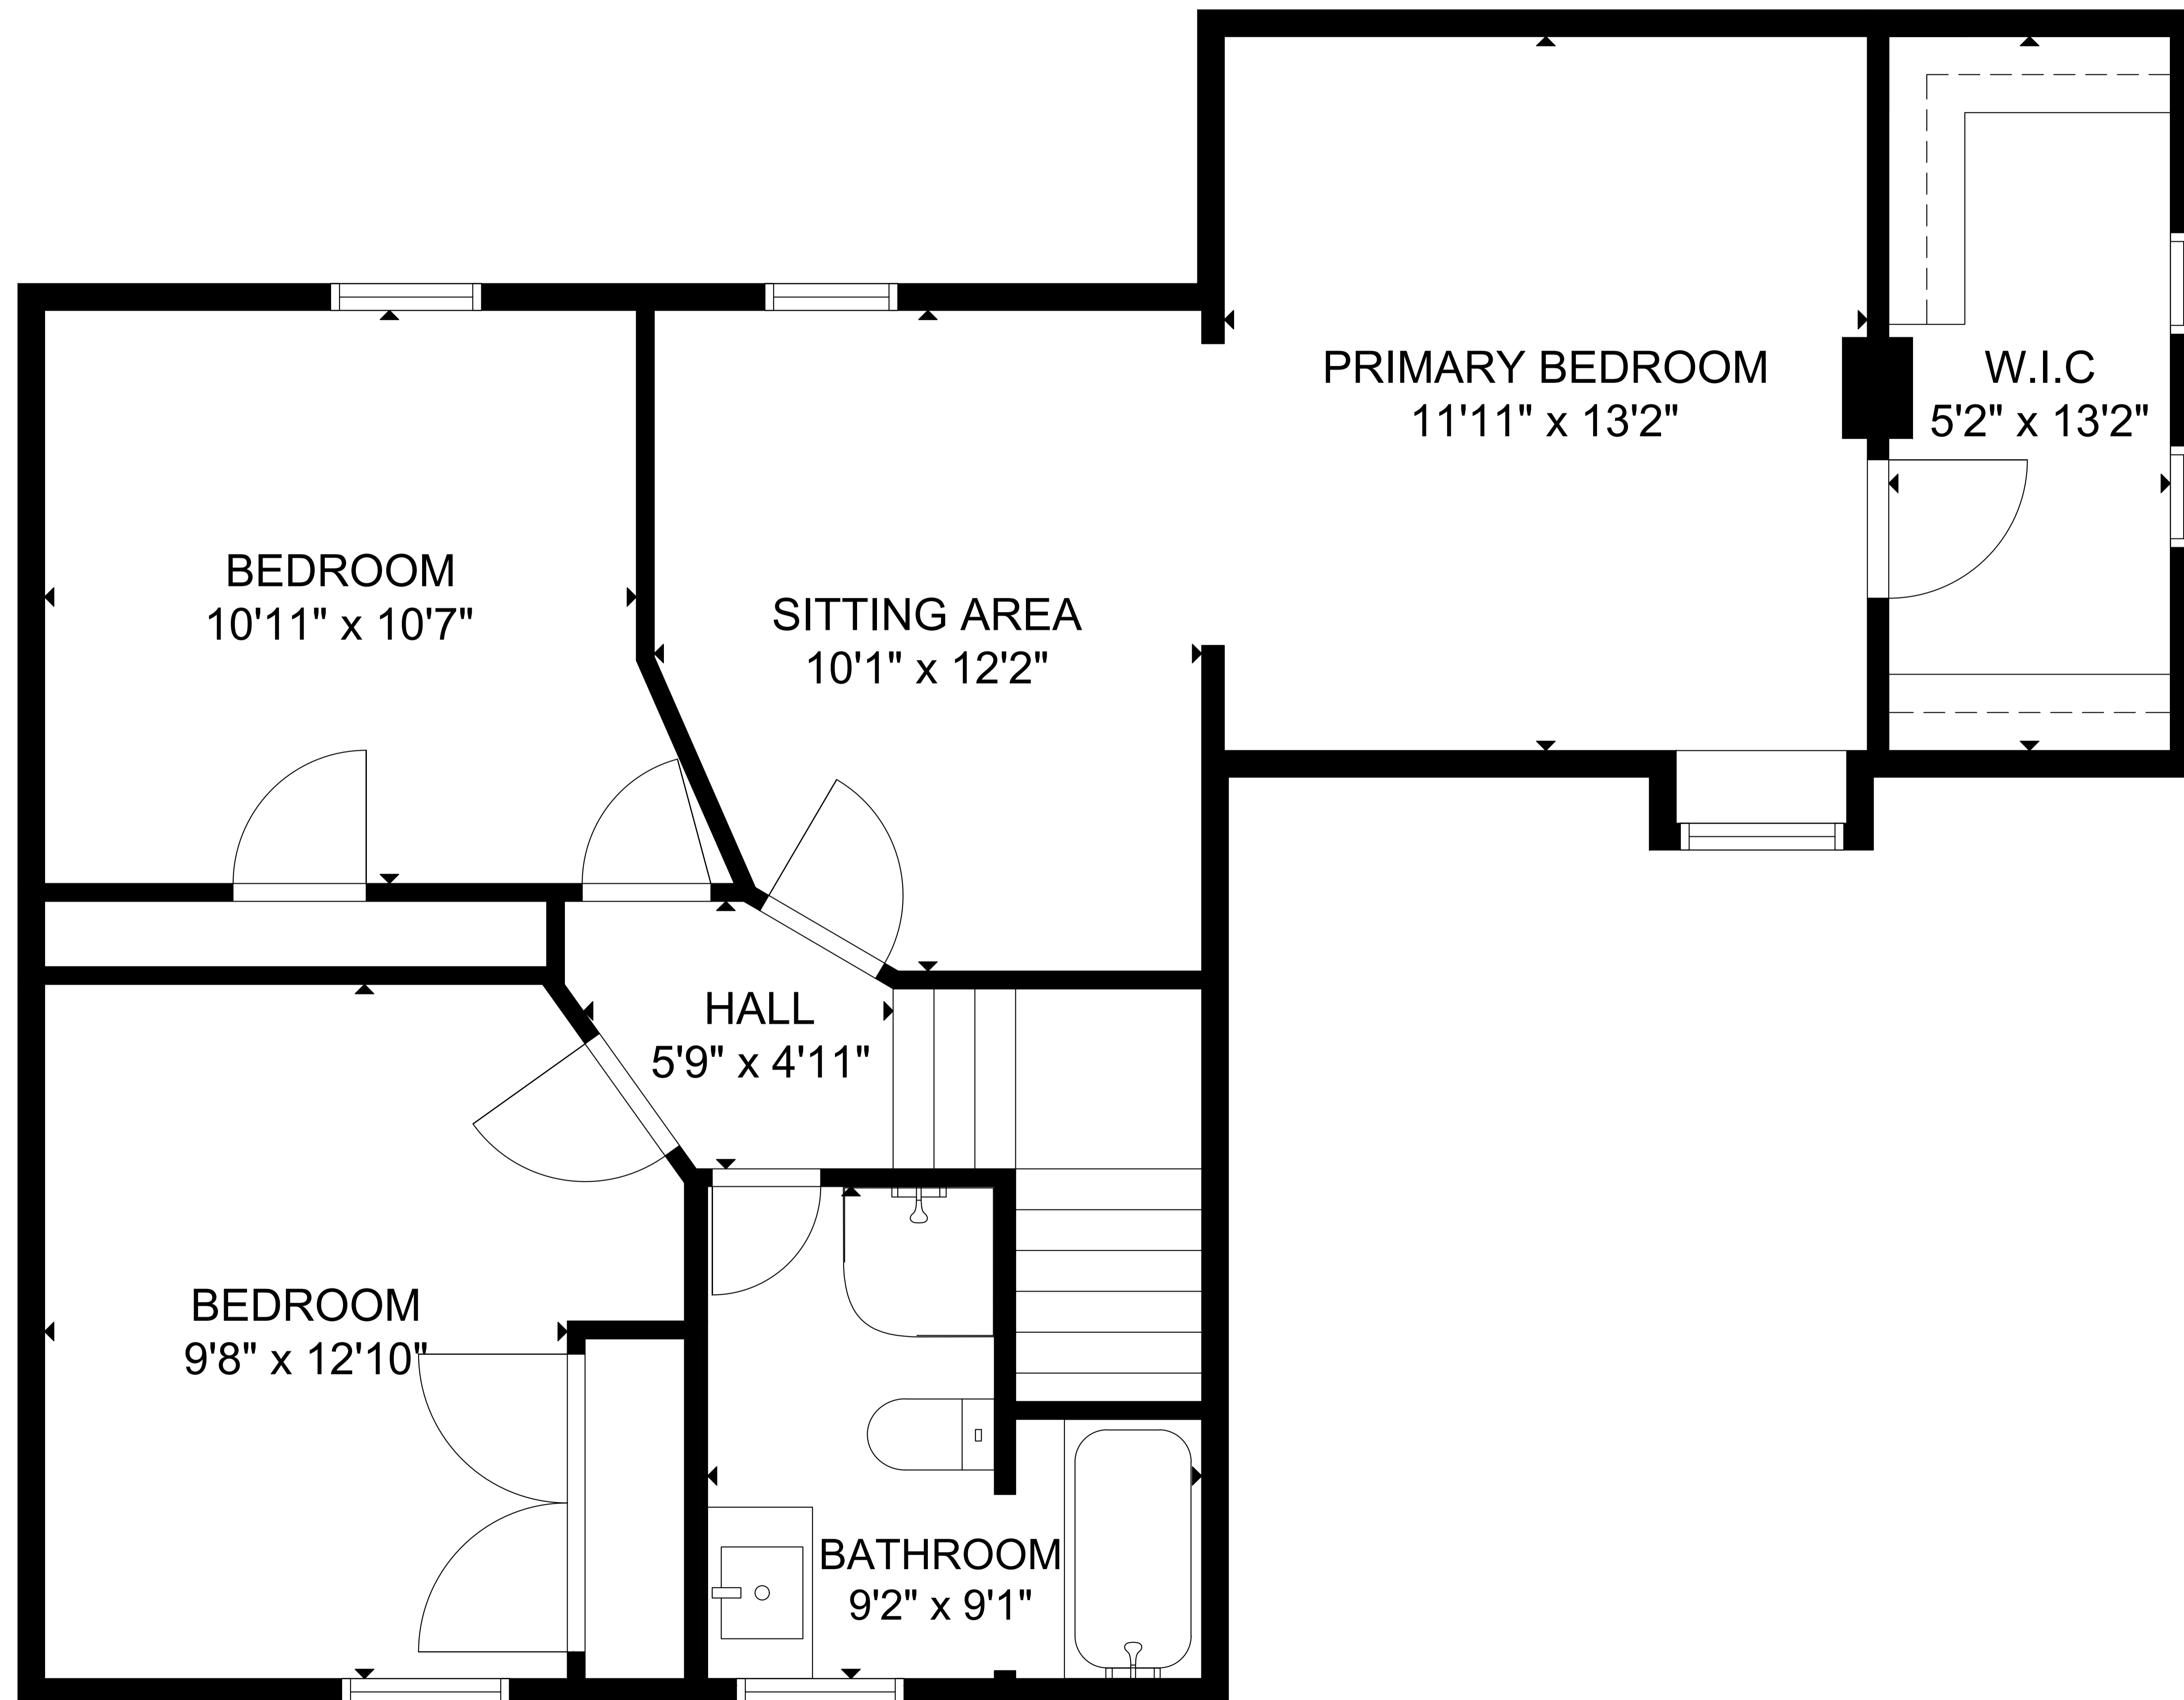 PRIMARY BEDROOM
11'11" x 13'2"
W.I.C
5'2" x 13'2"
BEDROOM
10'11" x 10'7"
SITTING AREA
10'1" x 12'2"
HALL
5'9" x 4'11"
BEDROOM
9'8" x 12'10"
BATHROOM
9'2" x 9'1"